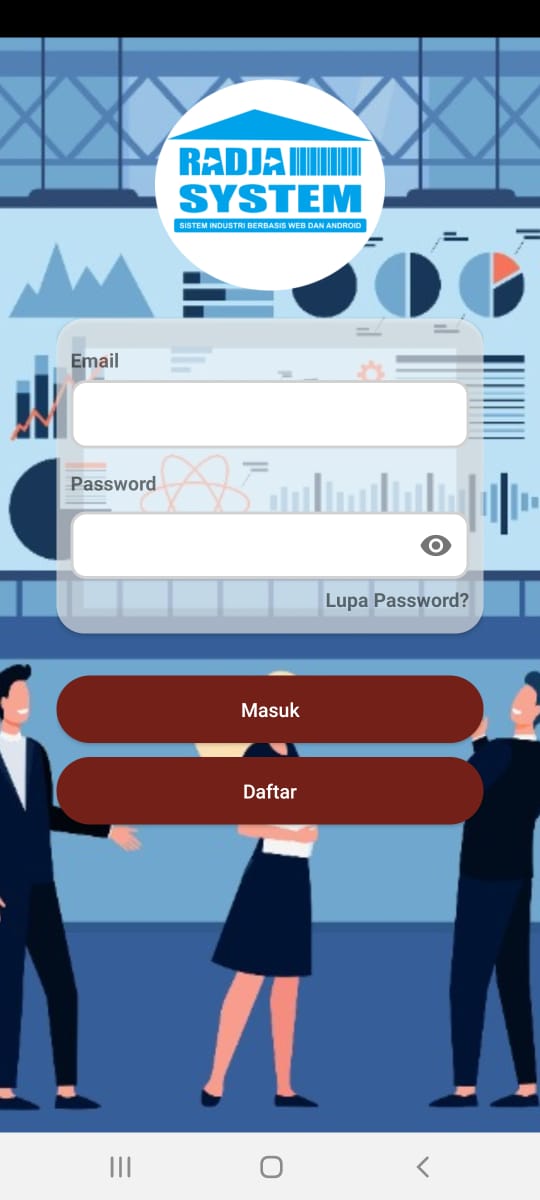 RADJA
SYSTEM
SISTEM INDUSTRI BERBASIS WEB DAN ANDROID
Email
Password
Lupa Password?
Masuk
Daftar